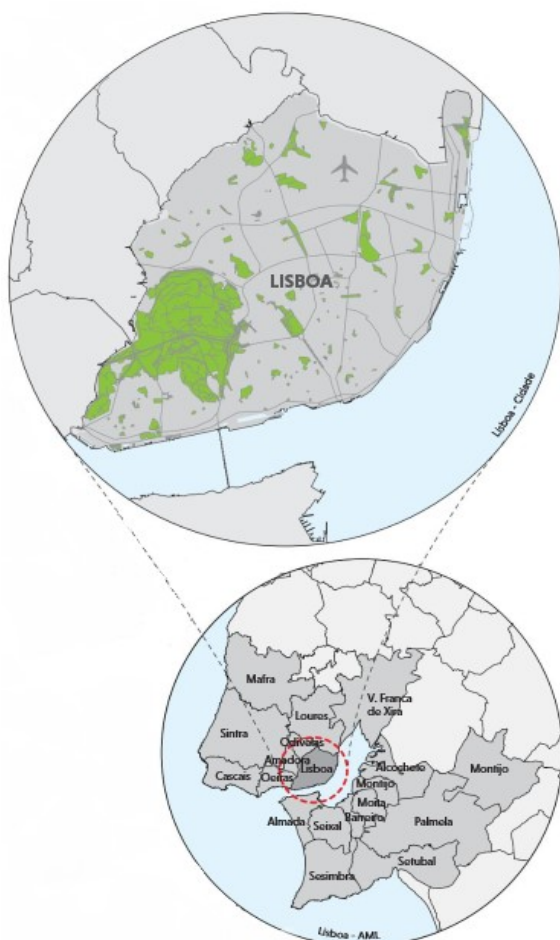 LISBOA
Lisboa - Cidade
Mafra
V. Franca
de Xira
Loures
Sintra
Odivelas
Amadora
Lisboa
Cascais
Oeiras
Alcochete
Montijo
Montijo
Moita
Almada
Seixal
Barreiro
Palmela
Setubal
Sesimbra
Lisboa - AML